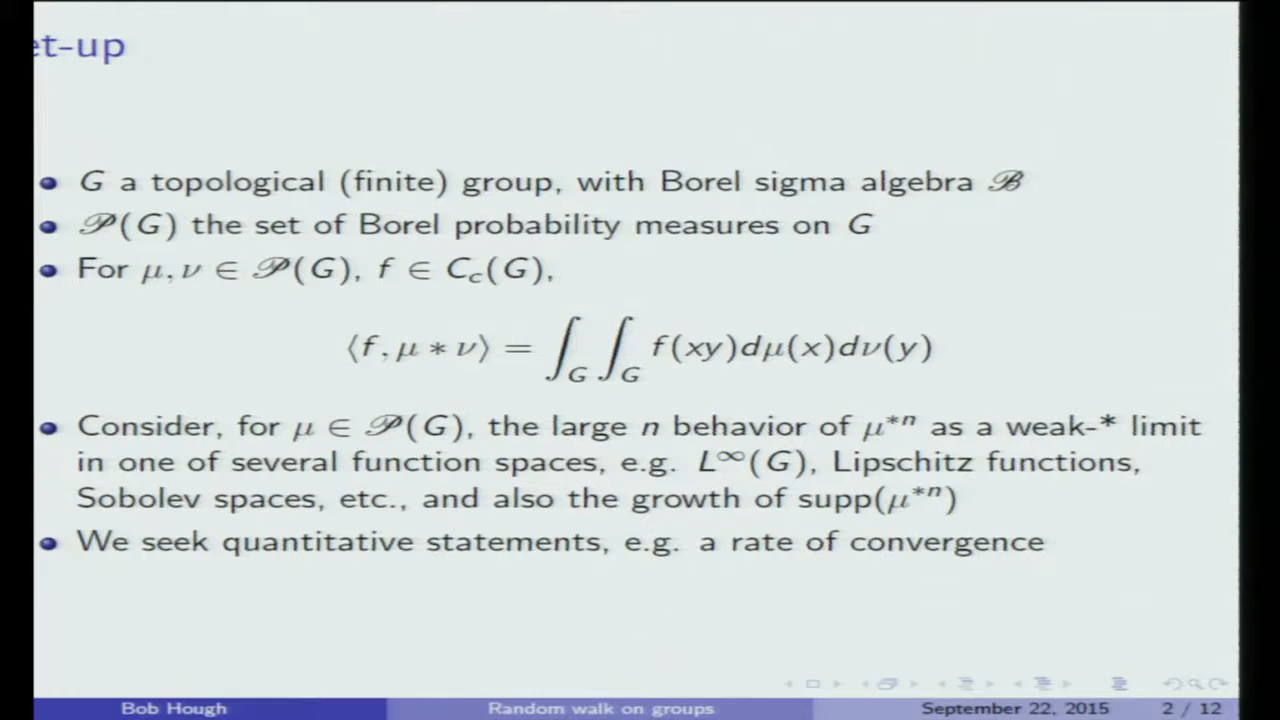 et-up
G a topological (finite) group, with Borel sigma algebra ℬ
𝒫(G) the set of Borel probability measures on G
For μ, ν ∈ 𝒫(G), f ∈ C_c(G),
⟨f, μ * ν⟩ = ∫_G ∫_G f(xy)dμ(x)dν(y)
Consider, for μ ∈ 𝒫(G), the large n behavior of μ^{*n} as a weak-* limit
in one of several function spaces, e.g. L^∞(G), Lipschitz functions,
Sobolev spaces, etc., and also the growth of supp(μ^{*n})
We seek quantitative statements, e.g. a rate of convergence
Bob Hough Random walk on groups September 22, 2015 2 / 12